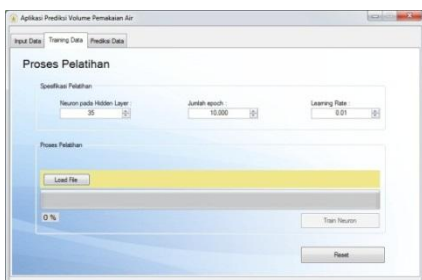 Aplikasi Prediksi Volume Pemakaian Air
Input Data Training Data Prediksi Data
Proses Pelatihan
Spesifikasi Pelatihan
Neuron pada Hidden Layer : Jumlah epoch : Learning Rate :
35 10.000 0.01
Proses Pelatihan
Load File
0 %
Train Neuron
Reset